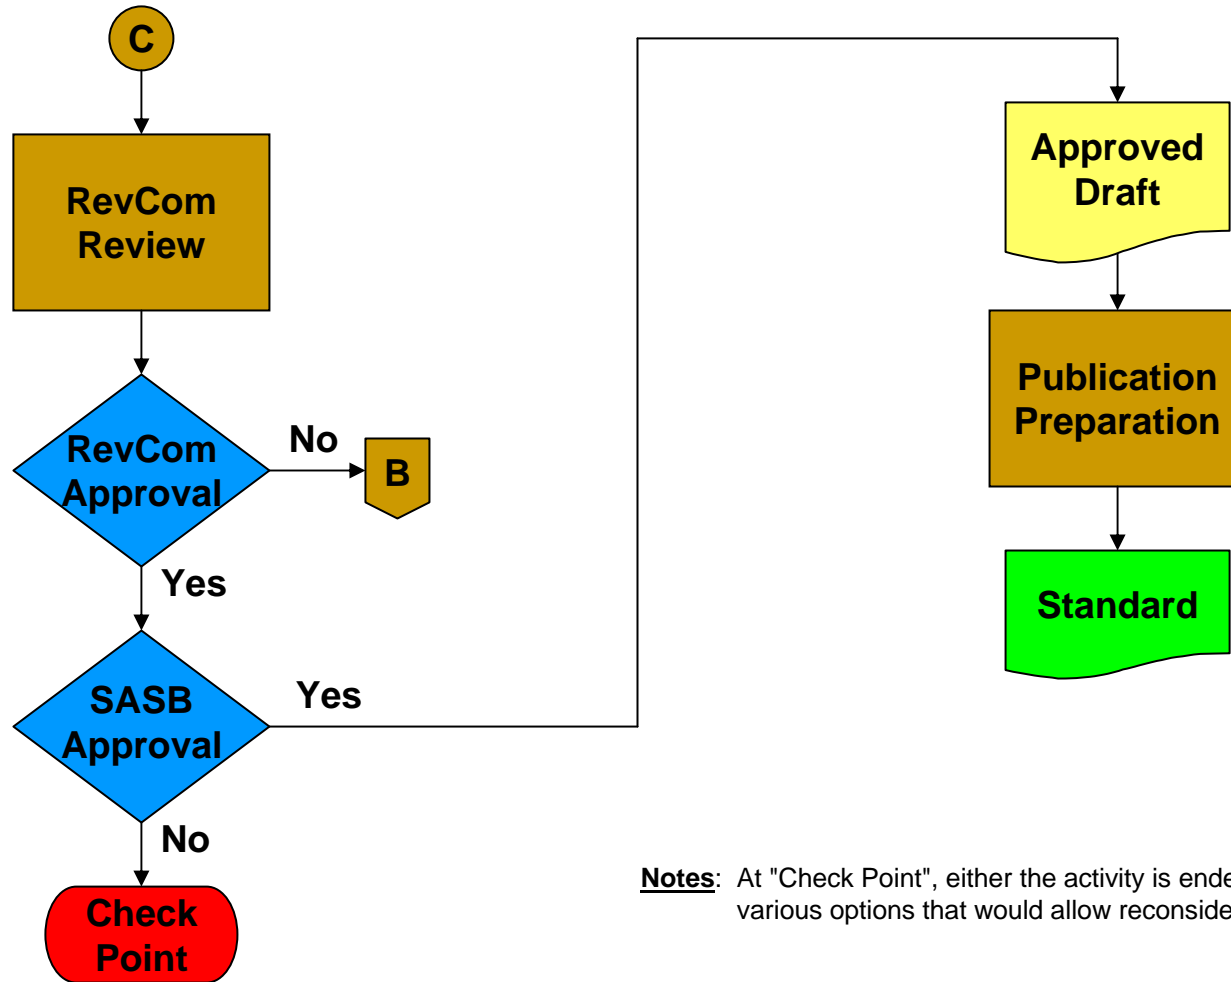 C
RevCom
Review
RevCom
Approval
No
B
Yes
SASB
Approval
Yes
No
Check
Point
Approved
Draft
Publication
Preparation
Standard
Notes: At "Check Point", either the activity is ende
various options that would allow reconside